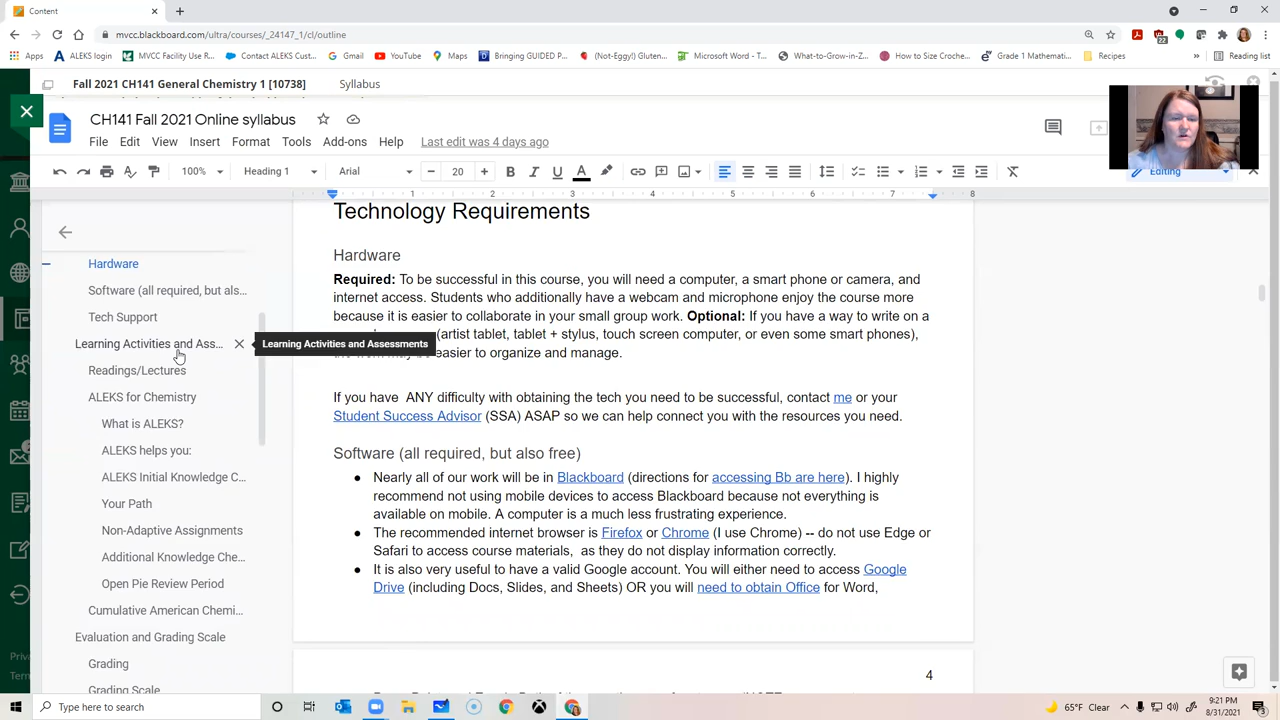 Content
mvcc.blackboard.com/ultra/courses/_24147_1/cl/outline
Apps
ALEKS
MVCC Facility Use R...
Contact ALEKS Cust...
Gmail
YouTube
Maps
Bringing GUIDED P...
(Not-Eggy!) Gluten...
Microsoft Word - T...
What-to-Grow-in-Z...
How to Size Croche...
Grade 1 Mathemati...
Recipes
»
Reading list
22
Fall 2021 CH141 General Chemistry 1 [10738]
Syllabus
CH141 Fall 2021 Online syllabus
File Edit View Insert Format Tools Add-ons Help Last edit was 4 days ago
100% Heading 1 Arial 20 B I U A Editing
1 2 3 4 5 6 7 8
Hardware
Software (all required, but als...
Tech Support
Learning Activities and Ass...
Learning Activities and Assessments
Readings/Lectures
ALEKS for Chemistry
What is ALEKS?
ALEKS helps you:
ALEKS Initial Knowledge C...
Your Path
Non-Adaptive Assignments
Additional Knowledge Che...
Open Pie Review Period
Cumulative American Chemi...
Evaluation and Grading Scale
Grading
Grading Scale
Priva
Term
Technology Requirements
Hardware
Required: To be successful in this course, you will need a computer, a smart phone or camera, and
internet access. Students who additionally have a webcam and microphone enjoy the course more
because it is easier to collaborate in your small group work. Optional: If you have a way to write on a
(artist tablet, tablet + stylus, touch screen computer, or even some smart phones),
easier to organize and manage.
If you have ANY difficulty with obtaining the tech you need to be successful, contact me or your
Student Success Advisor (SSA) ASAP so we can help connect you with the resources you need.
Software (all required, but also free)
● Nearly all of our work will be in Blackboard (directions for accessing Bb are here). I highly
recommend not using mobile devices to access Blackboard because not everything is
available on mobile. A computer is a much less frustrating experience.
● The recommended internet browser is Firefox or Chrome (I use Chrome) -- do not use Edge or
Safari to access course materials, as they do not display information correctly.
● It is also very useful to have a valid Google account. You will either need to access Google
Drive (including Docs, Slides, and Sheets) OR you will need to obtain Office for Word,
4
Type here to search
65°F Clear
9:21 PM
8/31/2021